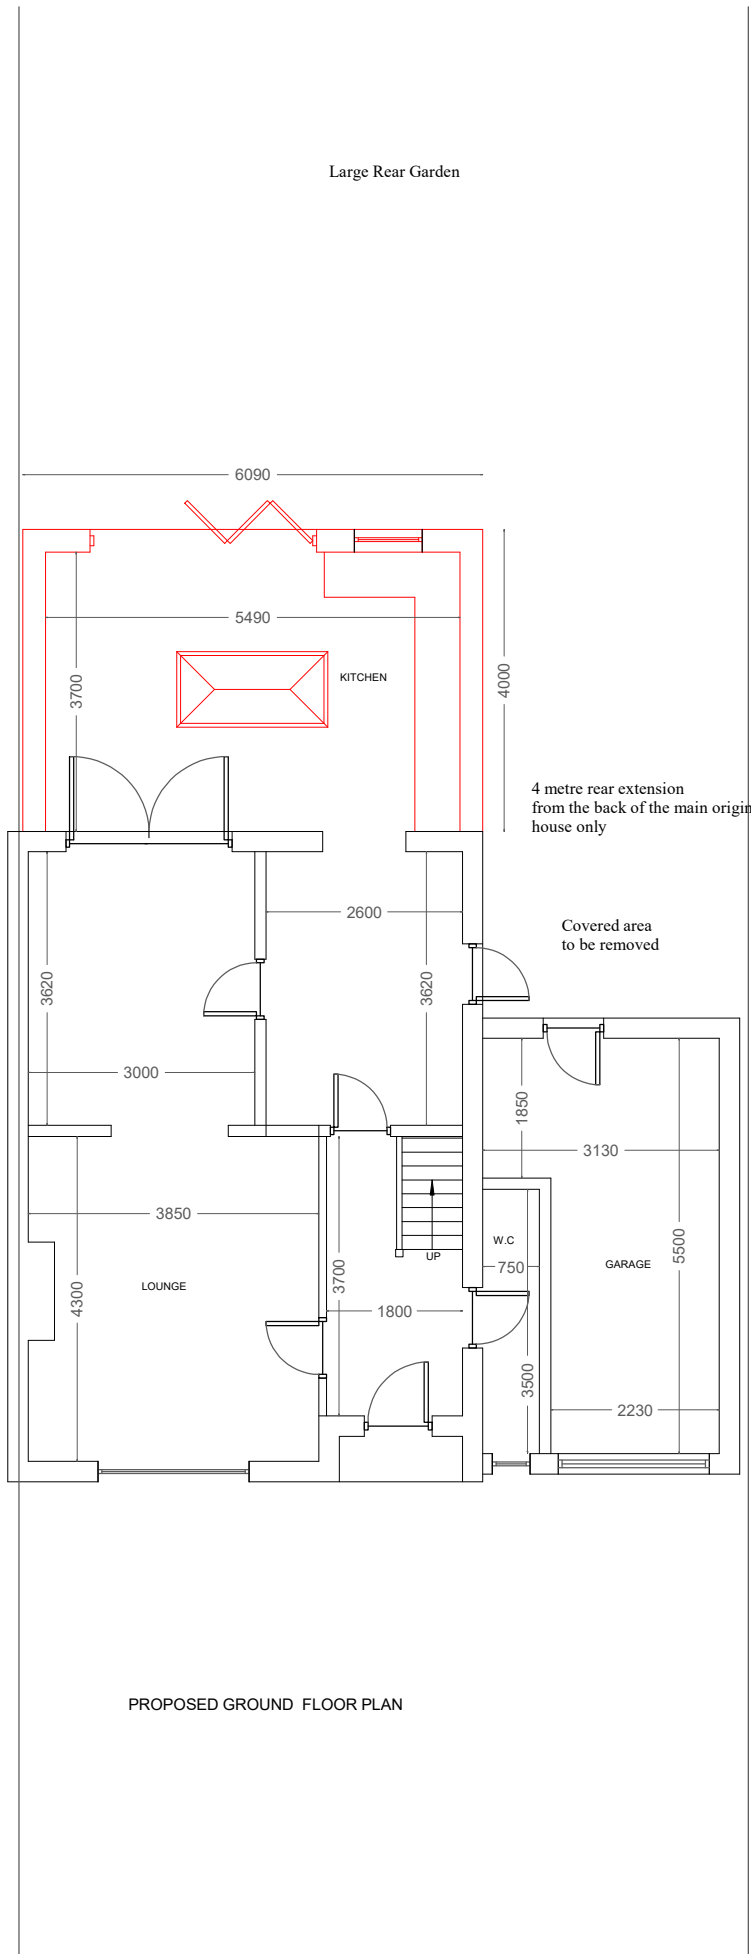 Large Rear Garden
6090
5490
KITCHEN
3700
4000
4 metre rear extension
from the back of the main origin
house only
2600
Covered area
to be removed
3620
3620
3000
1850
3130
3850
W.C
UP
750
GARAGE
5500
LOUNGE
4300
3700
1800
3500
2230
PROPOSED GROUND FLOOR PLAN